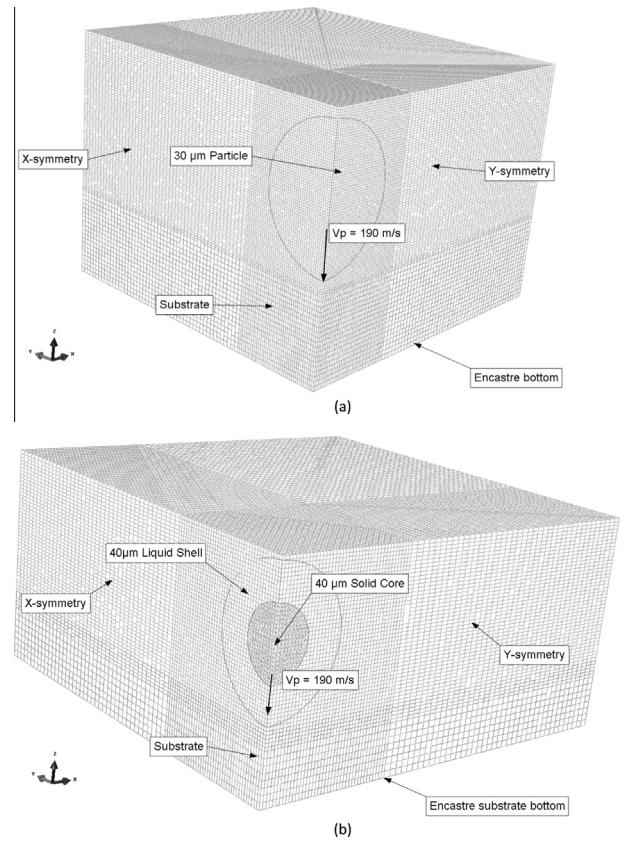 X-symmetry
30 µm Particle
Y-symmetry
Vp = 190 m/s
Substrate
Z
Y
X
Encastre bottom
(a)
40µm Liquid Shell
40 µm Solid Core
X-symmetry
Y-symmetry
Vp = 190 m/s
Substrate
Z
Y
X
Encastre substrate bottom
(b)